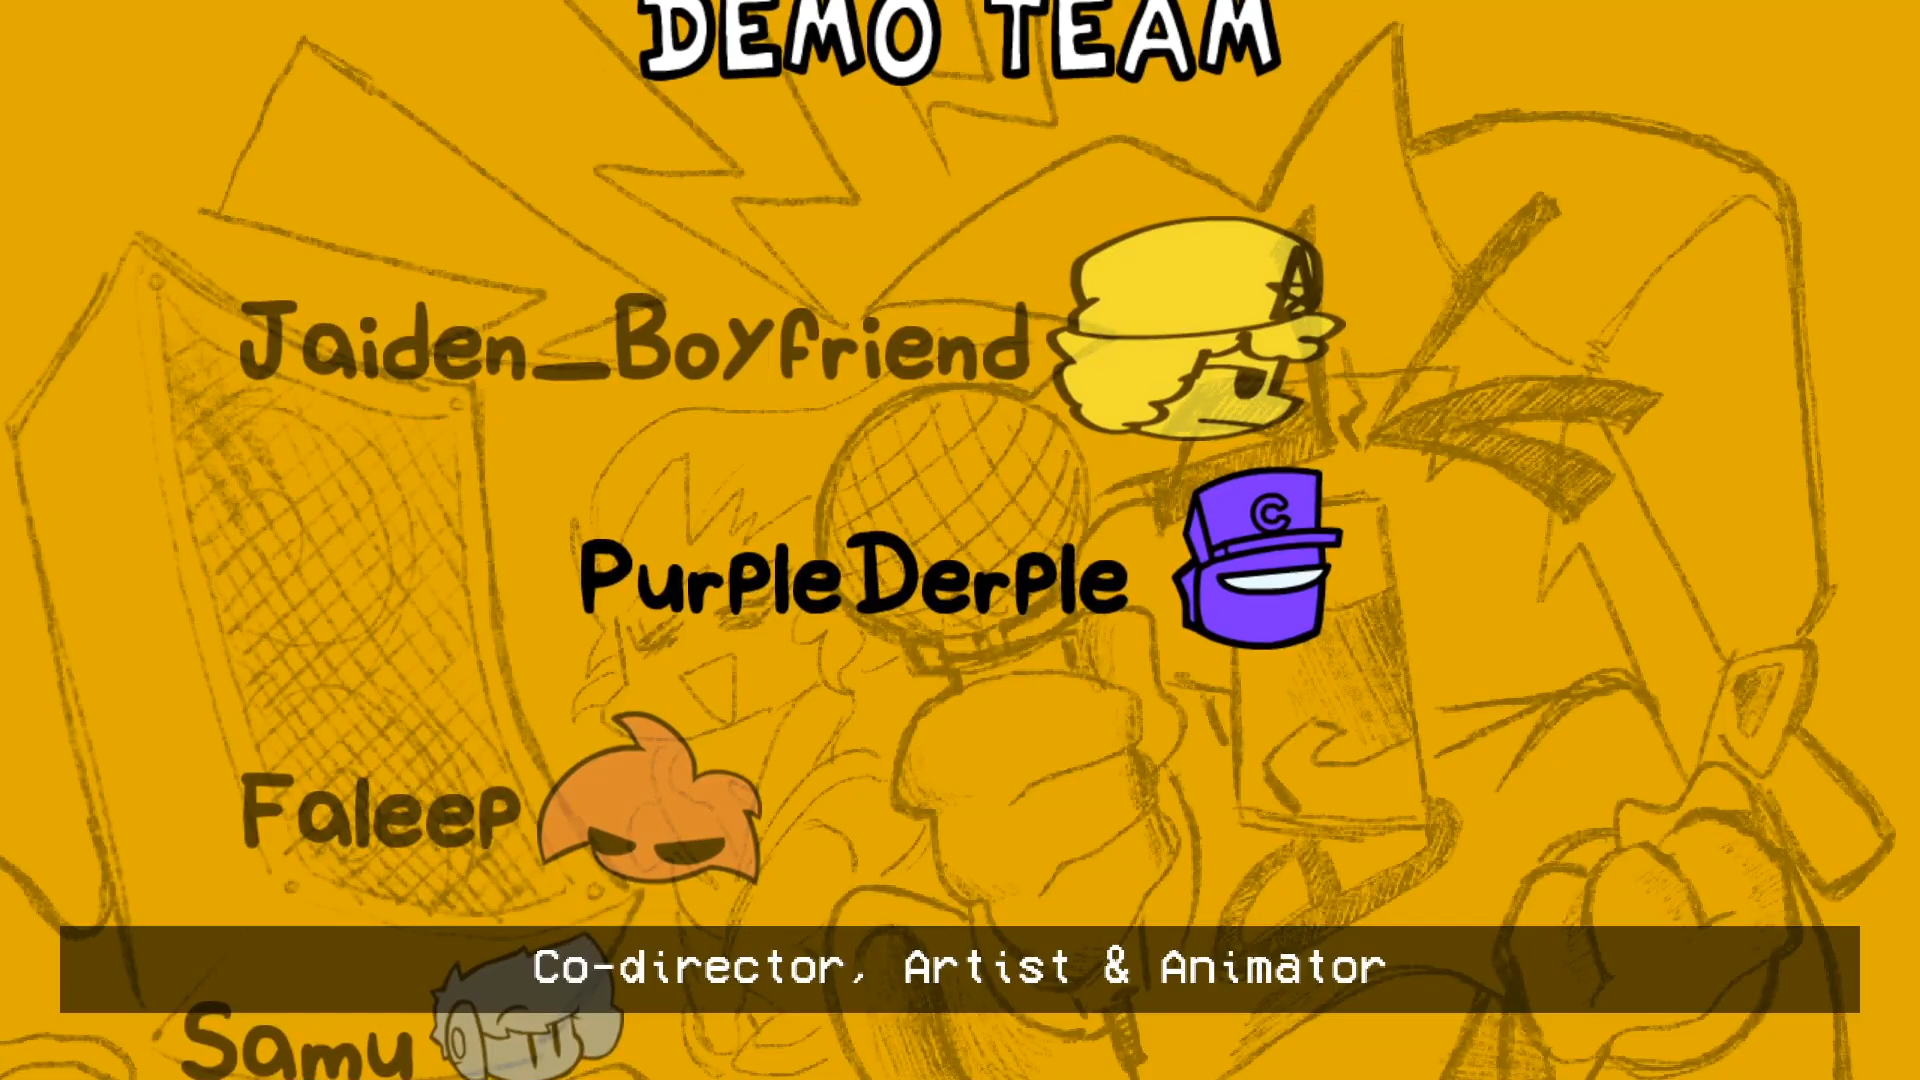 DEMO TEAM
Jaiden_Boyfriend
A
C
PurpleDerple
Faleep
Co-director, Artist & Animator
Samu